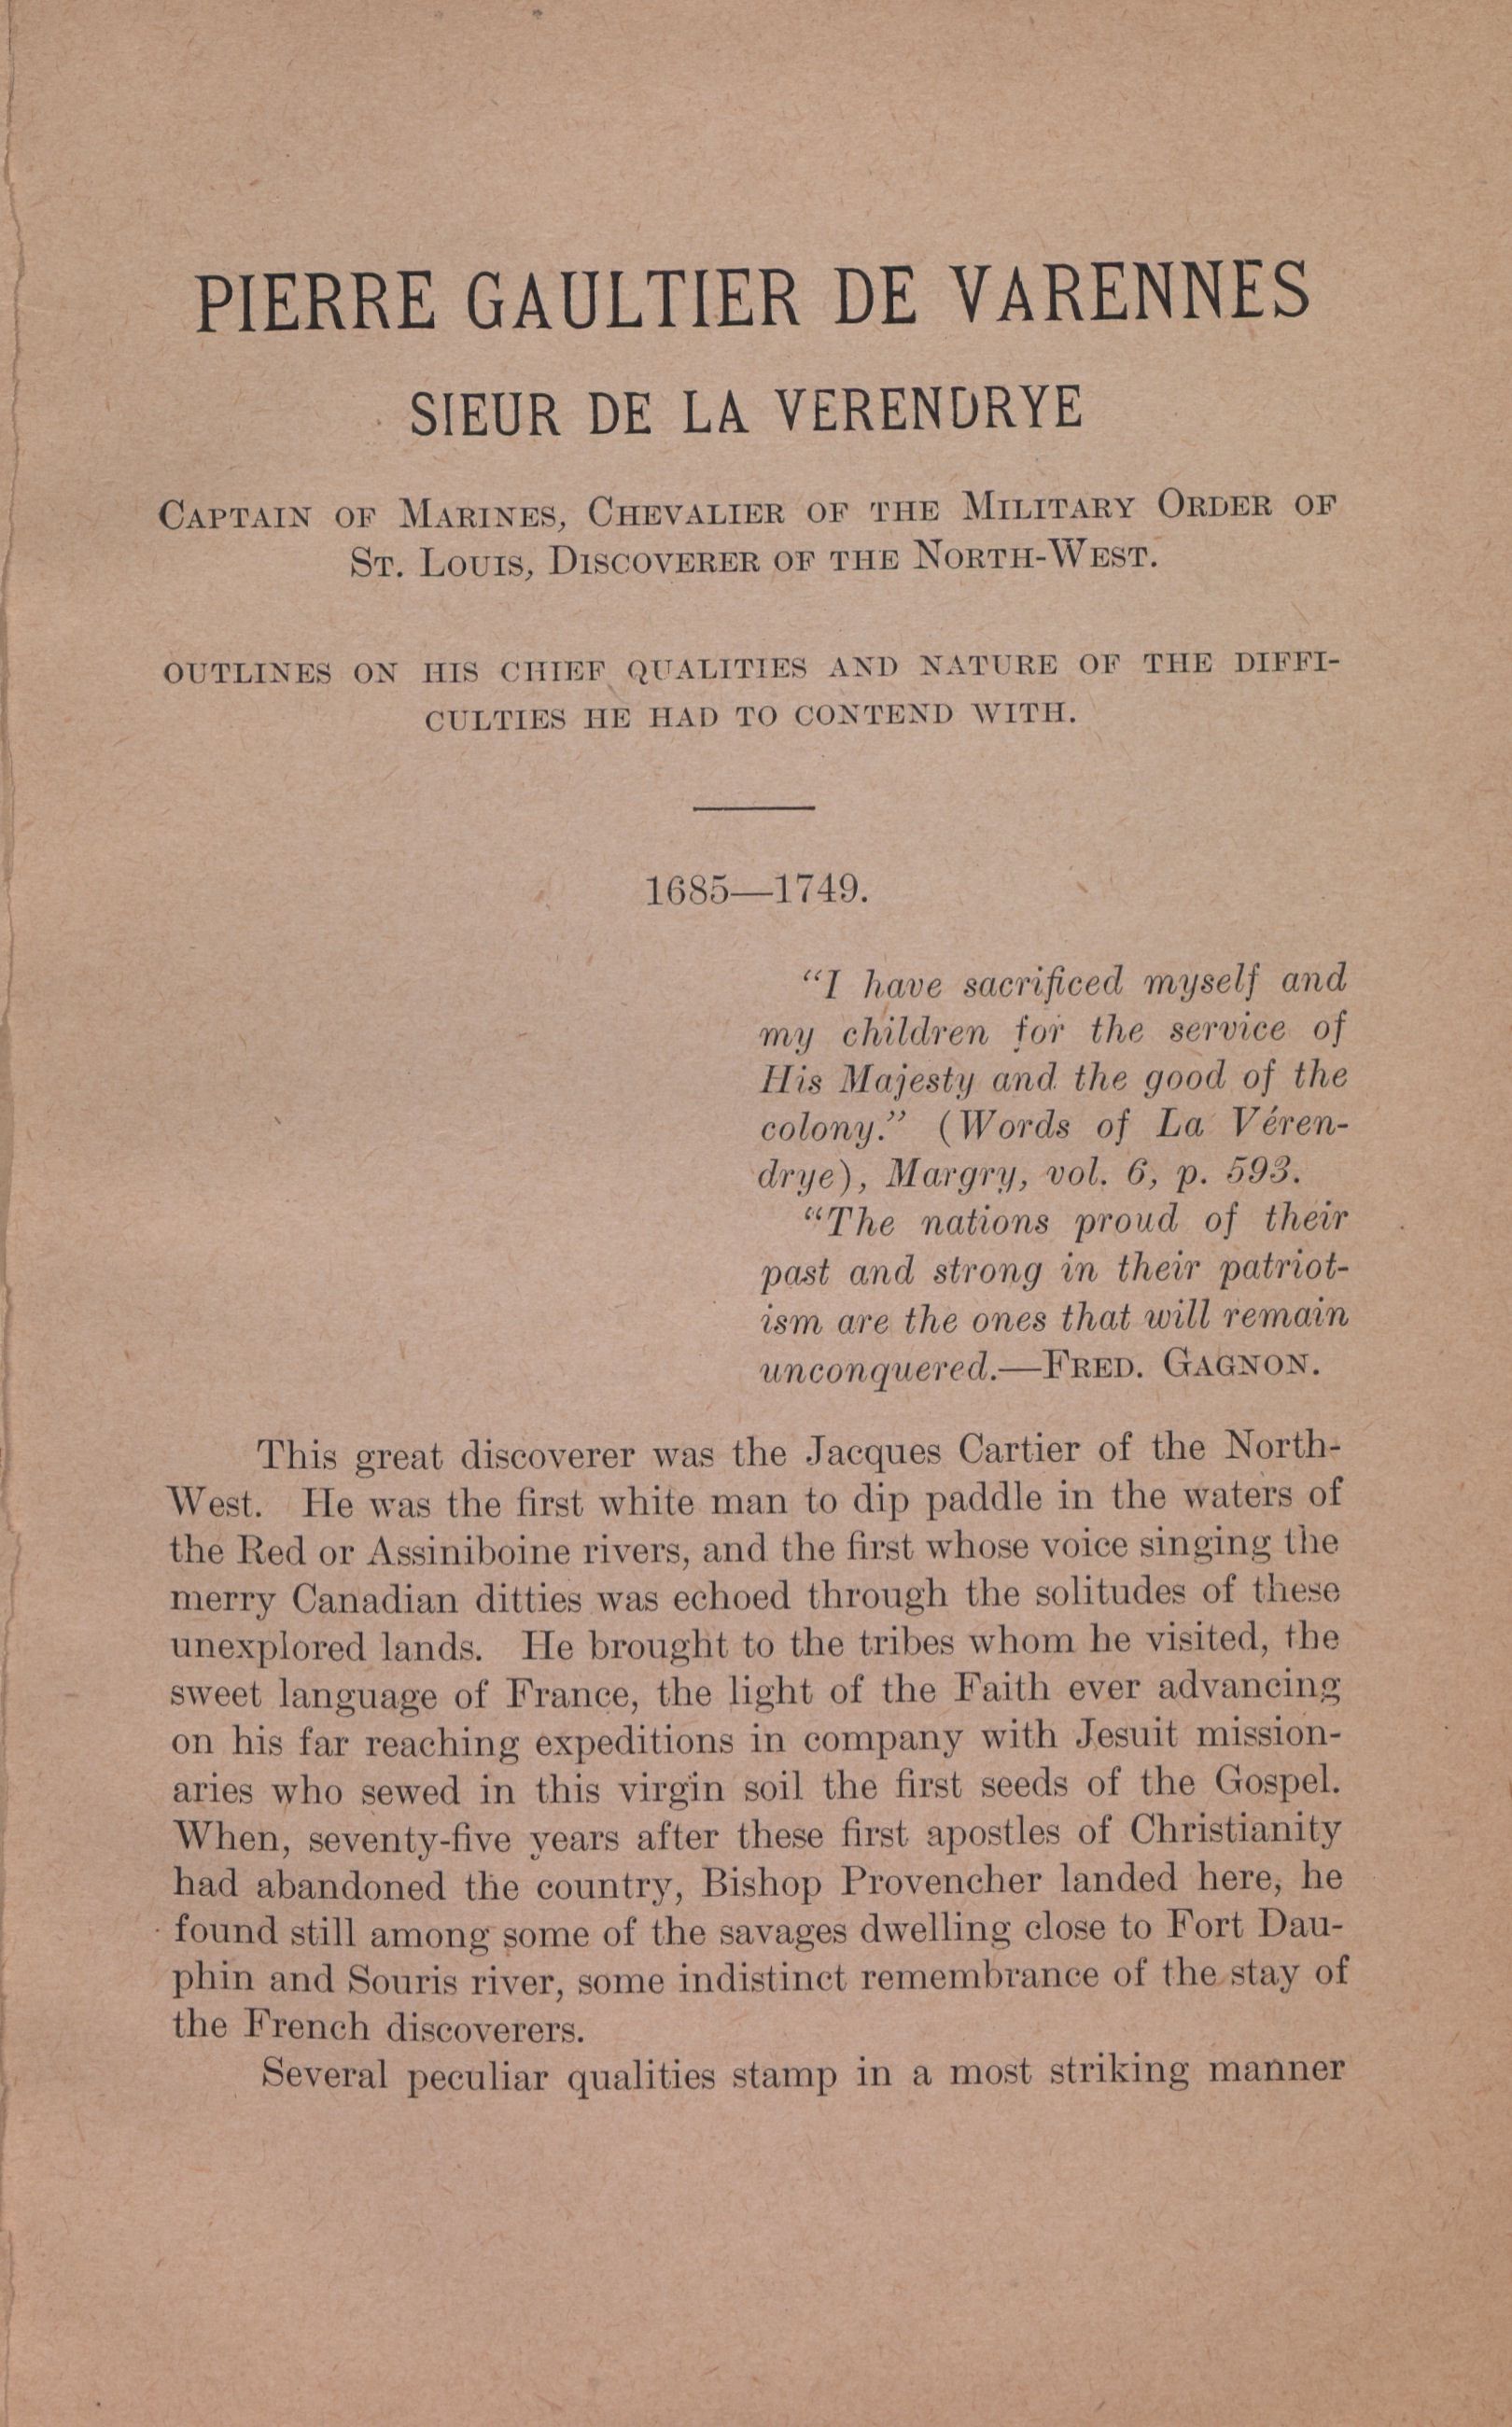 PIERRE GAULTIER DE VARENNES
SIEUR DE LA VERENDRYE
CAPTAIN OF MARINES, CHEVALIER OF THE MILITARY ORDER OF
ST. LOUIS, DISCOVERER OF THE NORTH-WEST.
OUTLINES ON HIS CHIEF QUALITIES AND NATURE OF THE DIFFI-
CULTIES HE HAD TO CONTEND WITH.
1685—1749.
“I have sacrificed myself and
my children for the service of
His Majesty and the good of the
colony.” (Words of La Véren-
drye), Margry, vol. 6, p. 593.
“The nations proud of their
past and strong in their patriot-
ism are the ones that will remain
unconquered.—FRED. GAGNON.
This great discoverer was the Jacques Cartier of the North-
West. He was the first white man to dip paddle in the waters of
the Red or Assiniboine rivers, and the first whose voice singing the
merry Canadian ditties was echoed through the solitudes of these
unexplored lands. He brought to the tribes whom he visited, the
sweet language of France, the light of the Faith ever advancing
on his far reaching expeditions in company with Jesuit mission-
aries who sewed in this virgin soil the first seeds of the Gospel.
When, seventy-five years after these first apostles of Christianity
had abandoned the country, Bishop Provencher landed here, he
found still among some of the savages dwelling close to Fort Dau-
phin and Souris river, some indistinct remembrance of the stay of
the French discoverers.
Several peculiar qualities stamp in a most striking manner